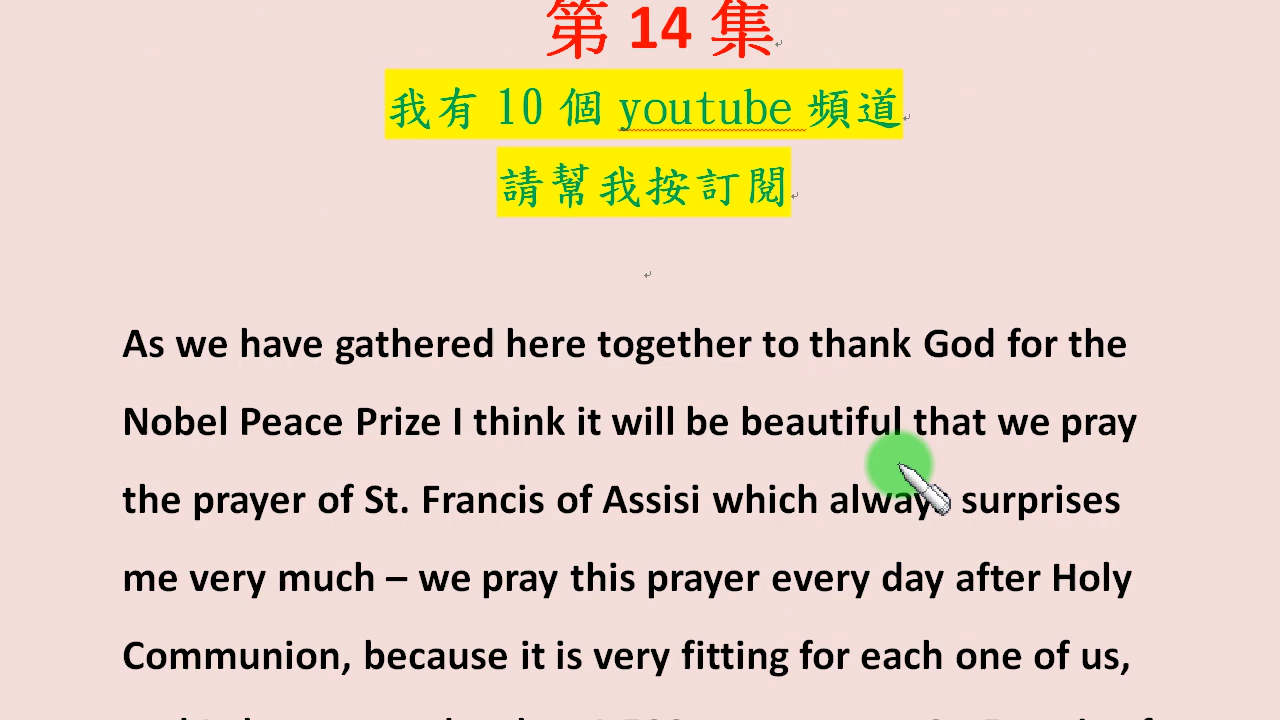 第 14 集
我有 10 個 youtube 頻道
請幫我按訂閱
As we have gathered here together to thank God for the
Nobel Peace Prize I think it will be beautiful that we pray
the prayer of St. Francis of Assisi which always surprises
me very much – we pray this prayer every day after Holy
Communion, because it is very fitting for each one of us,